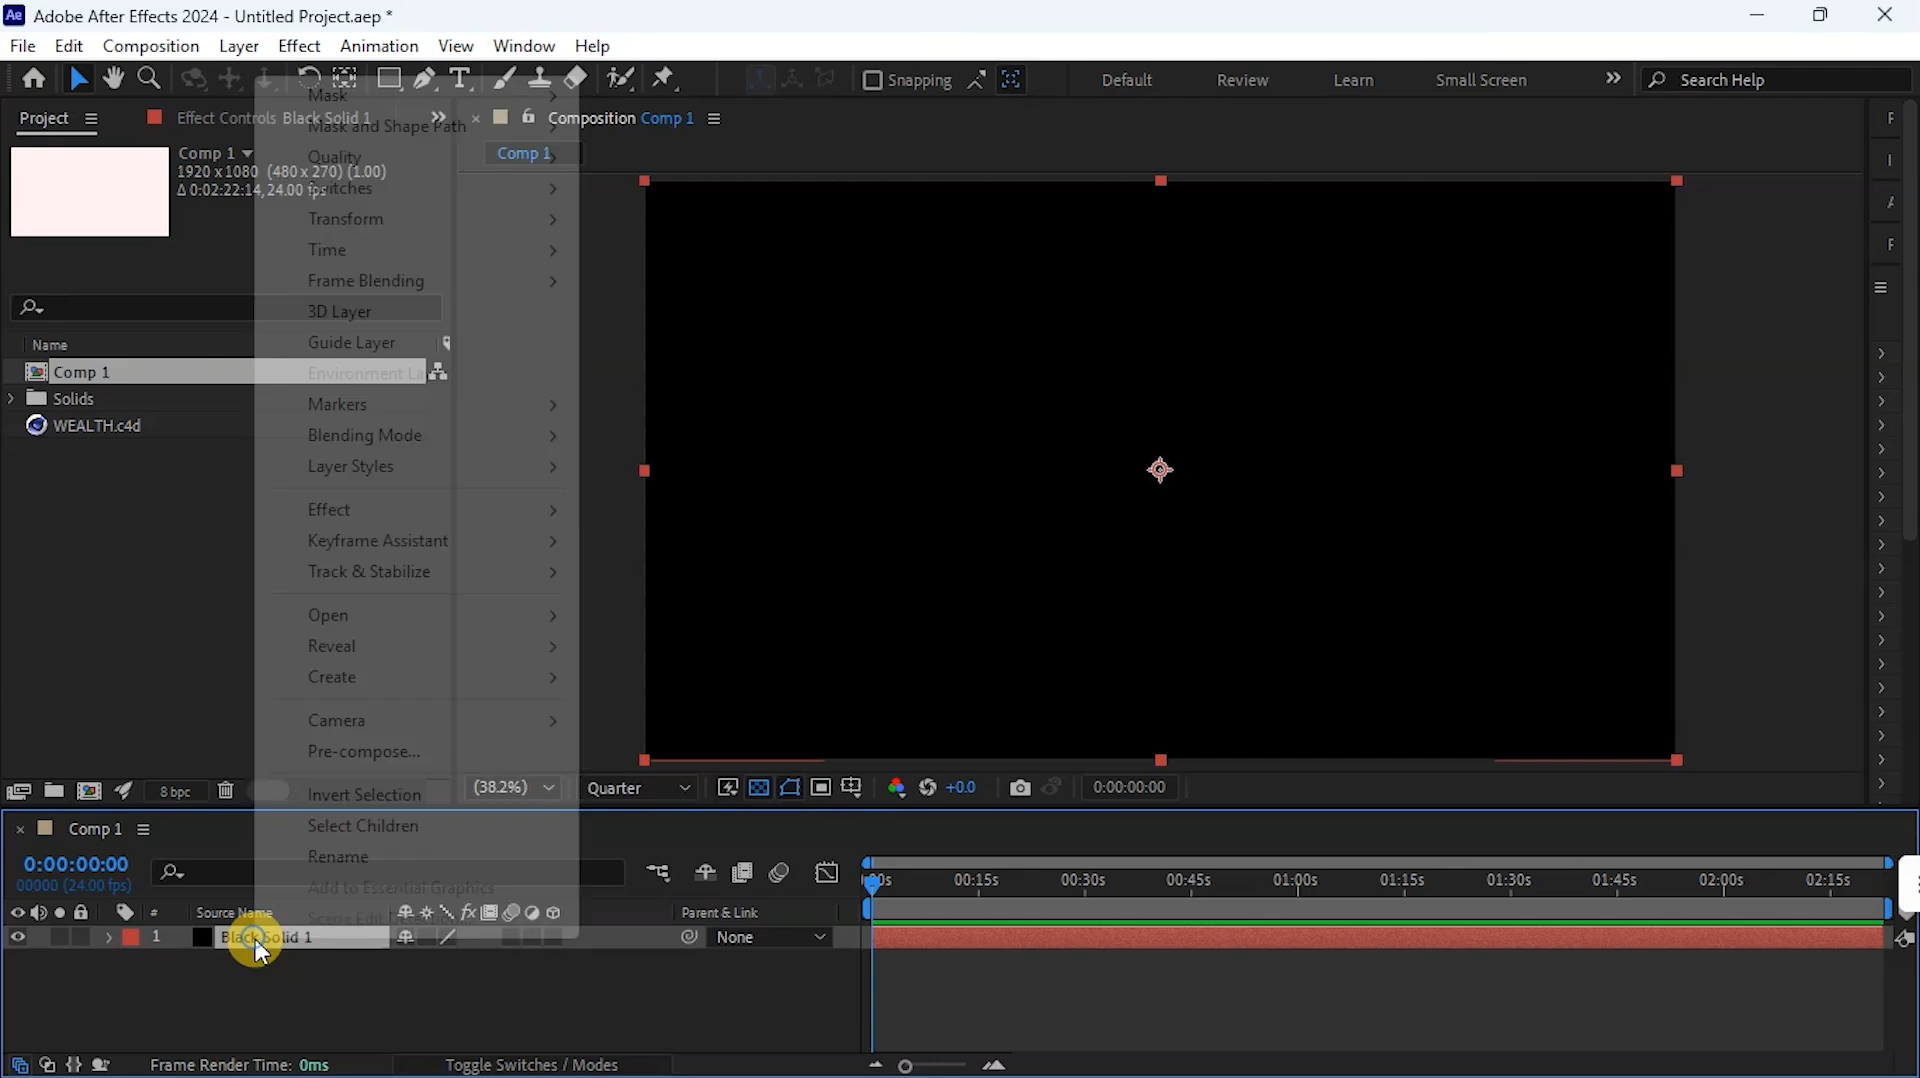 Ae Adobe After Effects 2024 - Untitled Project.aep *
File Edit Composition Layer Effect Animation View Window Help
Snapping Default Review Learn Small Screen Search Help
Project Effect Controls Black Solid 1 Composition Comp 1
Comp 1
Comp 1
1920 x 1080 (480 x 270) (1.00)
Δ 0:02:22:14, 24.00 fps
Mask
Mask and Shape Path
Quality
Switches
Transform
Time
Frame Blending
3D Layer
Guide Layer
Environment La
Markers
Blending Mode
Layer Styles
Effect
Keyframe Assistant
Track & Stabilize
Open
Reveal
Create
Camera
Pre-compose...
Invert Selection
Select Children
Rename
Add to Essential Graphics
Scene Edit
Name
Comp 1
Solids
WEALTH.c4d
8 bpc
(38.2%) Quarter +0.0 0:00:00:00
Comp 1
0:00:00:00
00000 (24.00 fps)
00:15s 00:30s 00:45s 01:00s 01:15s 01:30s 01:45s 02:00s 02:15s
# Source Name fx Parent & Link
1 Black Solid 1 None
Frame Render Time: 0ms Toggle Switches / Modes